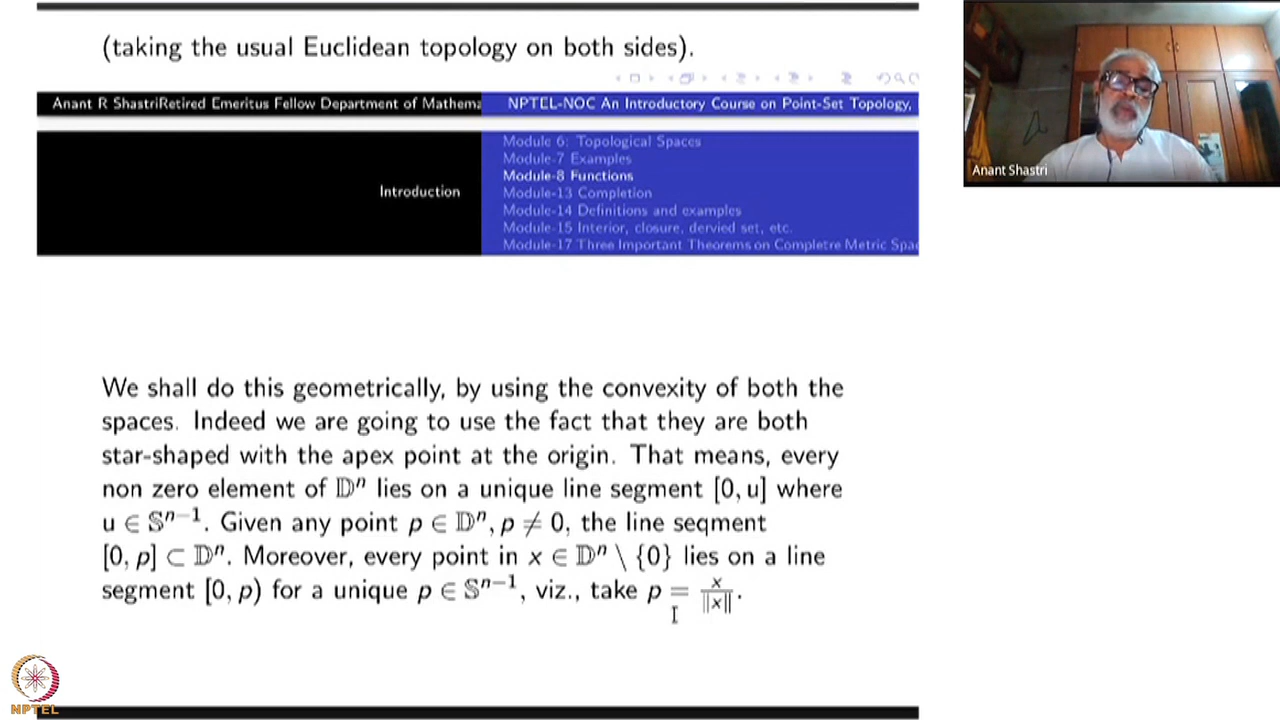 (taking the usual Euclidean topology on both sides).
Anant R ShastriRetired Emeritus Fellow Department of Mathema
NPTEL-NOC An Introductory Course on Point-Set Topology,
Introduction
Module 6: Topological Spaces
Module-7 Examples
Module-8 Functions
Module-13 Completion
Module-14 Definitions and examples
Module-15 Interior, closure, dervied set, etc.
Module-17 Three Important Theorems on Completre Metric Spac
We shall do this geometrically, by using the convexity of both the
spaces. Indeed we are going to use the fact that they are both
star-shaped with the apex point at the origin. That means, every
non zero element of 𝔻ⁿ lies on a unique line segment [0, u] where
u ∈ 𝕊ⁿ⁻¹. Given any point p ∈ 𝔻ⁿ, p ≠ 0, the line seqment
[0, p] ⊂ 𝔻ⁿ. Moreover, every point in x ∈ 𝔻ⁿ \ {0} lies on a line
segment [0, p) for a unique p ∈ 𝕊ⁿ⁻¹, viz., take p = x/‖x‖.
Anant Shastri
NPTEL